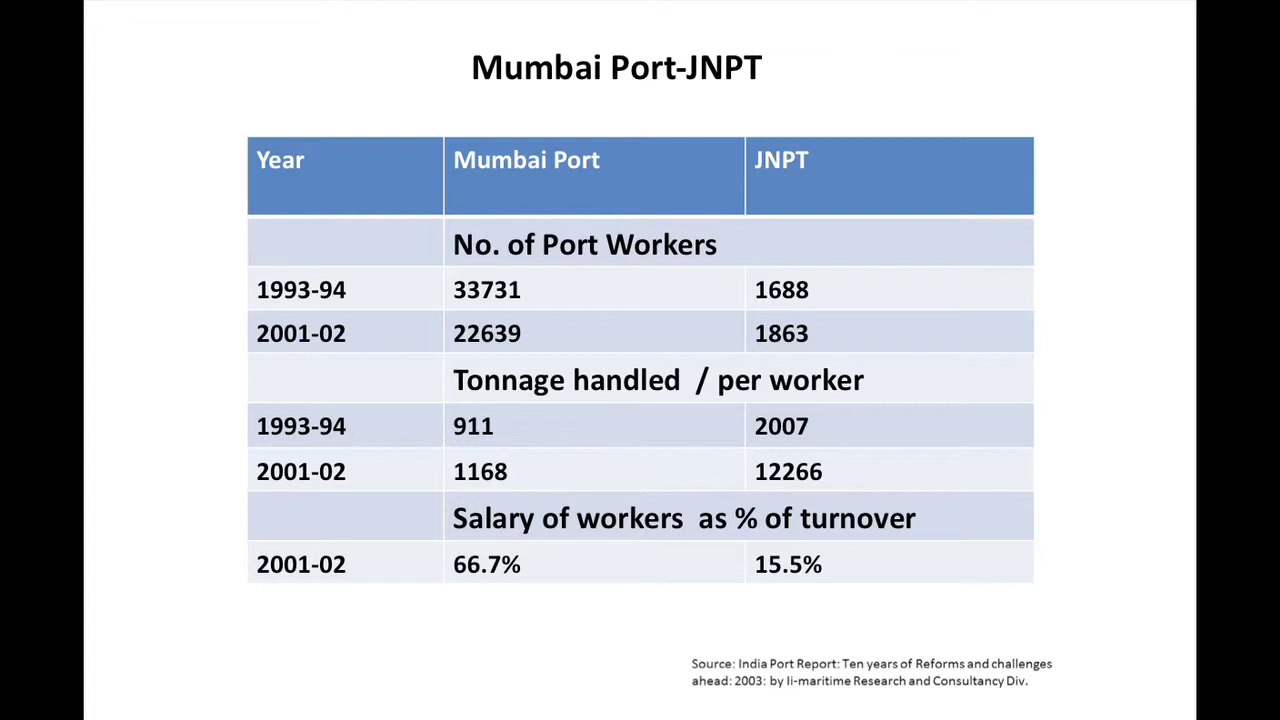 Mumbai Port-JNPT
Year Mumbai Port JNPT
No. of Port Workers
1993-94 33731 1688
2001-02 22639 1863
Tonnage handled / per worker
1993-94 911 2007
2001-02 1168 12266
Salary of workers as % of turnover
2001-02 66.7% 15.5%
Source: India Port Report: Ten years of Reforms and challenges
ahead: 2003: by Ii-maritime Research and Consultancy Div.